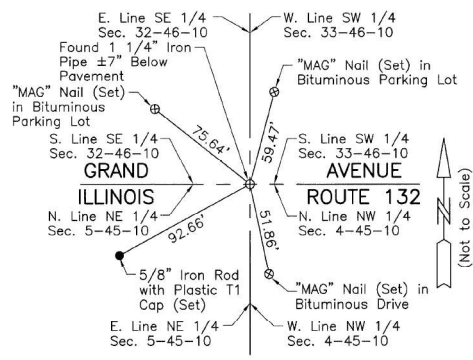 E. Line SE 1/4
Sec. 32-46-10
W. Line SW 1/4
Sec. 33-46-10
Found 1 1/4" Iron
Pipe ±7" Below
Pavement
"MAG" Nail (Set)
in Bituminous
Parking Lot
"MAG" Nail (Set) in
Bituminous Parking Lot
75.64'
59.47'
S. Line SE 1/4
Sec. 32-46-10
S. Line SW 1/4
Sec. 33-46-10
GRAND AVENUE
ILLINOIS ROUTE 132
N. Line NE 1/4
Sec. 5-45-10
N. Line NW 1/4
Sec. 4-45-10
92.66'
51.86'
5/8" Iron Rod
with Plastic T1
Cap (Set)
"MAG" Nail (Set) in
Bituminous Drive
E. Line NE 1/4
Sec. 5-45-10
W. Line NW 1/4
Sec. 4-45-10
N
(Not to Scale)